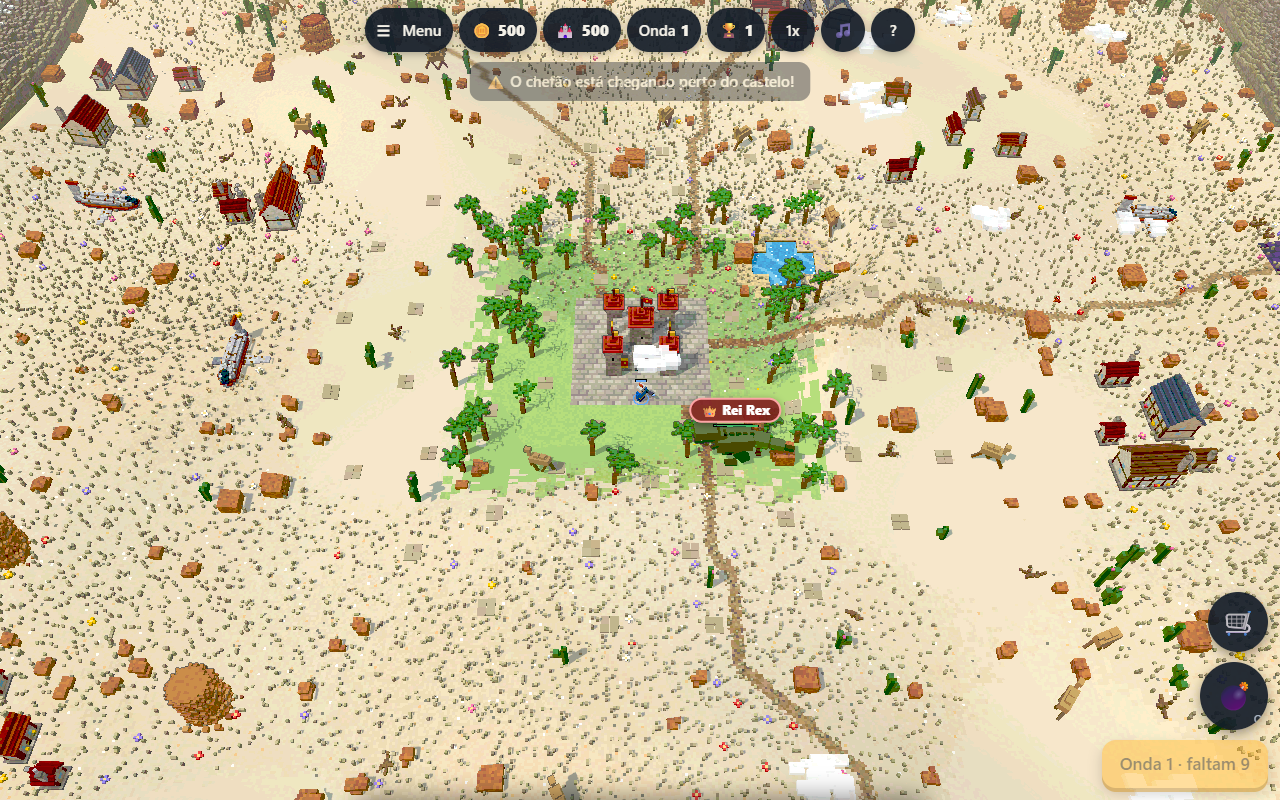 Menu
500
500
Onda 1
1
1x
?
⚠ O chefão está chegando perto do castelo!
Rei Rex
Onda 1 · faltam 9